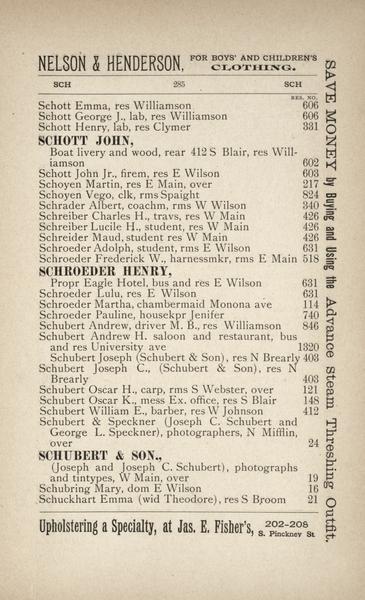 NELSON & HENDERSON, FOR BOYS' AND CHILDREN'S CLOTHING.
SCH 285 SCH
RES. NO.
Schott Emma, res Williamson 606
Schott George J., lab, res Williamson 606
Schott Henry, lab, res Clymer 331
SCHOTT JOHN,
Boat livery and wood, rear 412 S Blair, res Will-
iamson 602
Schott John Jr., firem, res E Wilson 603
Schoyen Martin, res E Main, over 217
Schoyen Vego, clk, rms Spaight 824
Schrader Albert, coachm, rms W Wilson 340
Schreiber Charles H., travs, res W Main 426
Schreiber Lucile H., student, res W Main 426
Schreider Maud, student res W Main 426
Schroeder Adolph, student, rms E Wilson 631
Schroeder Frederick W., harnessmkr, rms E Main 518
SCHROEDER HENRY,
Propr Eagle Hotel, bus and res E Wilson 631
Schroeder Lulu, res E Wilson 631
Schroeder Martha, chambermaid Monona ave 114
Schroeder Pauline, housekpr Jenifer 740
Schubert Andrew, driver M. B., res Williamson 846
Schubert Andrew H. saloon and restaurant, bus
and res University ave 1320
Schubert Joseph (Schubert & Son), res N Brearly 403
Schubert Joseph C., (Schubert & Son), res N
Brearly 403
Schubert Oscar H., carp, rms S Webster, over 121
Schubert Oscar K., mess Ex. office, res S Blair 148
Schubert William E., barber, res W Johnson 412
Schubert & Speckner (Joseph C. Schubert and
George L. Speckner), photographers, N Mifflin,
over 24
SCHUBERT & SON.,
(Joseph and Joseph C. Schubert), photographs
and tintypes, W Main, over 19
Schubring Mary, dom E Wilson 16
Schuckhart Emma (wid Theodore), res S Broom 21
Upholstering a Specialty, at Jas. E. Fisher's, 202-208 S. Pinckney St
SAVE MONEY by Buying and Using the Advance Steam Threshing Outfit.